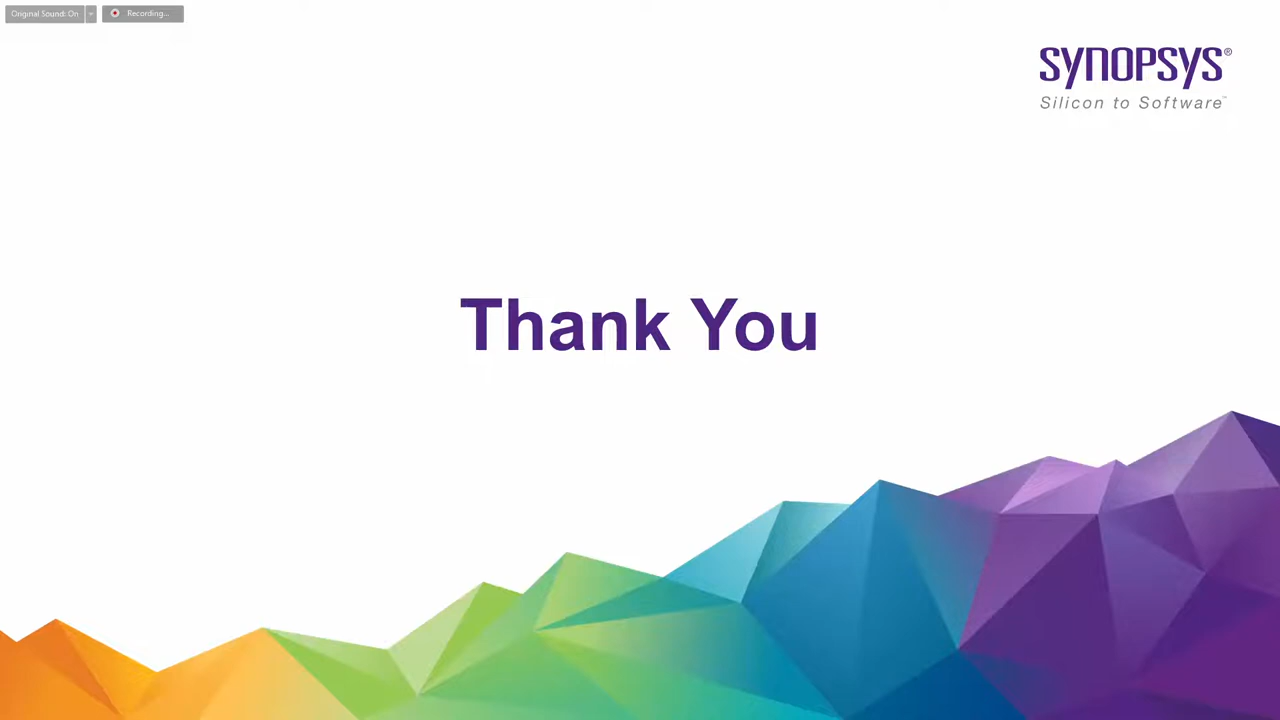 Original Sound: On
Recording...
SYNOPSYS®
Silicon to Software™
Thank You